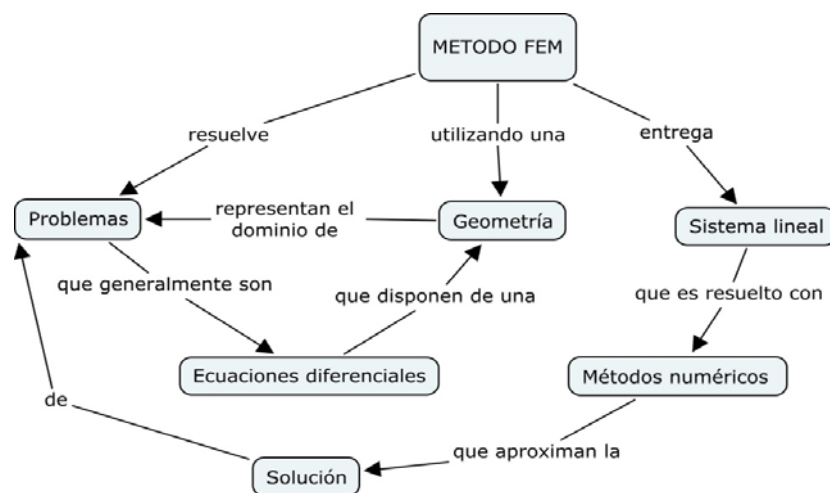 METODO FEM
resuelve
utilizando una
entrega
Problemas
representan el
dominio de
Geometría
Sistema lineal
que generalmente son
que disponen de una
que es resuelto con
Ecuaciones diferenciales
Métodos numéricos
de
que aproximan la
Solución